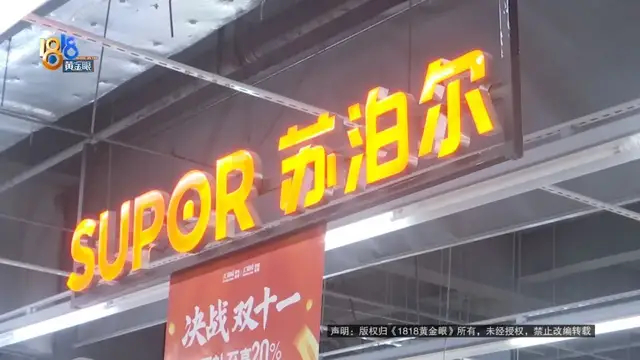 1818
黄金眼
SUPOR 苏泊尔
决战 双十一
20%
声明：版权归《1818黄金眼》所有，未经授权，禁止改编转载